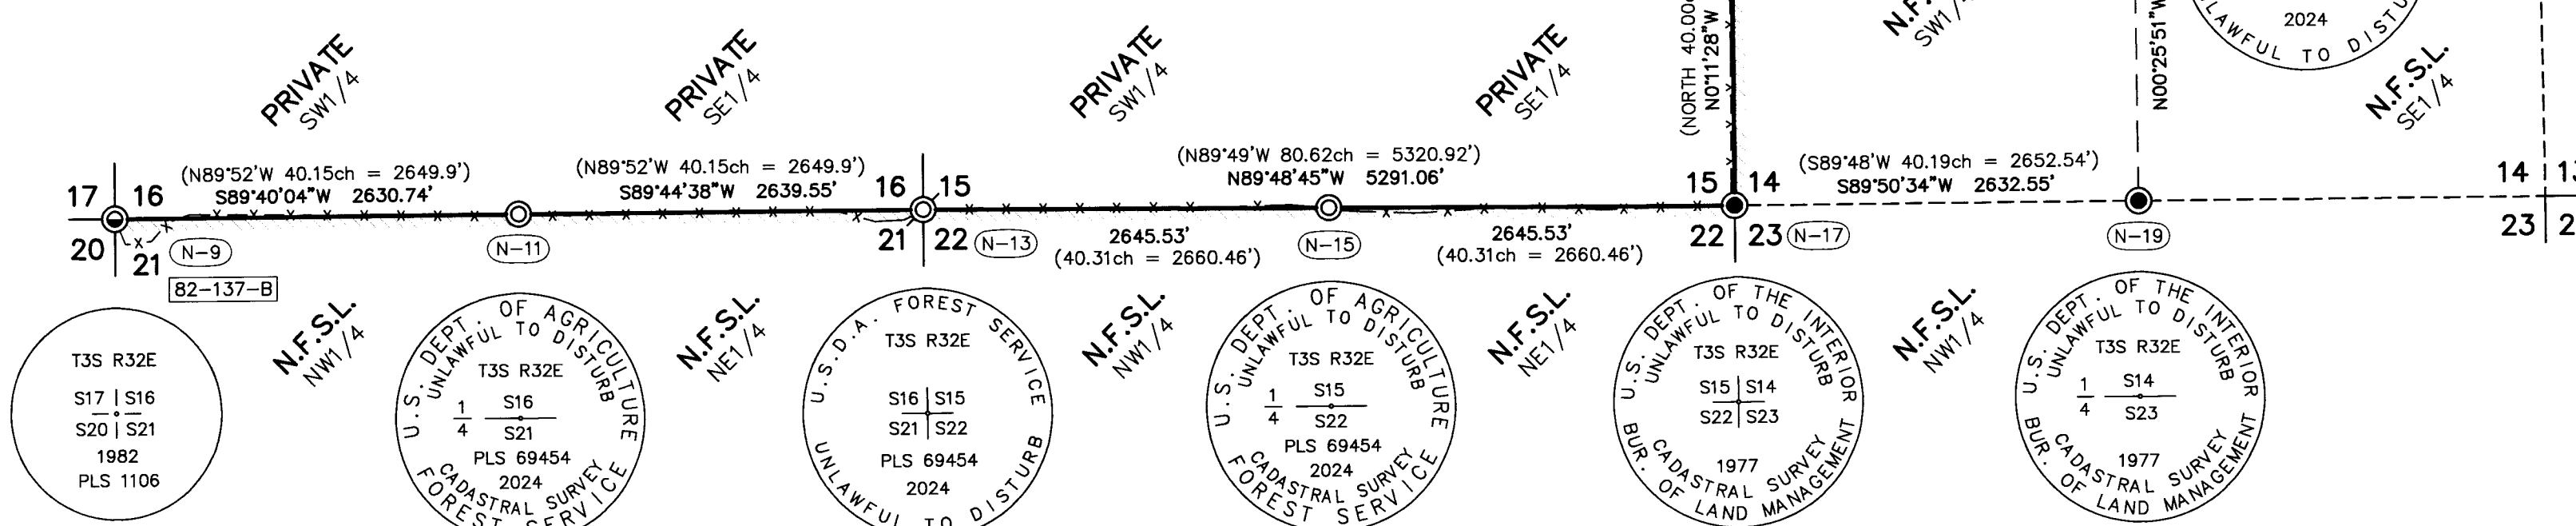 PRIVATE
SW1/4
PRIVATE
SE1/4
PRIVATE
SW1/4
PRIVATE
SE1/4
(NORTH 40.00
N0°11'28"W
SW1/
N00°25'51"W
2024
UNLAWFUL TO DISTU
N.F.S.L.
SE1/4
17 16
(N89°52'W 40.15ch = 2649.9')
S89°40'04"W 2630.74'
(N89°52'W 40.15ch = 2649.9')
S89°44'38"W 2639.55'
16 15
(N89°49'W 80.62ch = 5320.92')
N89°48'45"W 5291.06'
15 14
(S89°48'W 40.19ch = 2652.54')
S89°50'34"W 2632.55'
14
20 21
N-9
82-137-B
N-11
21 22
N-13
2645.53'
(40.31ch = 2660.46')
N-15
2645.53'
(40.31ch = 2660.46')
22 23
N-17
N-19
23
N.F.S.L.
NW1/4
N.F.S.L.
NE1/4
N.F.S.L.
NW1/4
N.F.S.L.
NE1/4
N.F.S.L.
NW1/4
T3S R32E
S17 S16
S20 S21
1982
PLS 1106
U.S. DEPT. OF AGRICULTURE
UNLAWFUL TO DISTURB
T3S R32E
1/4
S16
S21
PLS 69454
2024
CADASTRAL SURVEY
FOREST SERVICE
U.S.D.A. FOREST SERVICE
T3S R32E
S16 S15
S21 S22
PLS 69454
2024
UNLAWFUL TO DISTURB
U.S. DEPT. OF AGRICULTURE
UNLAWFUL TO DISTURB
T3S R32E
1/4
S15
S22
PLS 69454
2024
CADASTRAL SURVEY
FOREST SERVICE
U.S. DEPT. OF THE INTERIOR
UNLAWFUL TO DISTURB
T3S R32E
S15 S14
S22 S23
1977
CADASTRAL SURVEY
BUR. OF LAND MANAGEMENT
U.S. DEPT. OF THE INTERIOR
UNLAWFUL TO DISTURB
T3S R32E
1/4
S14
S23
1977
CADASTRAL SURVEY
BUR. OF LAND MANAGEMENT